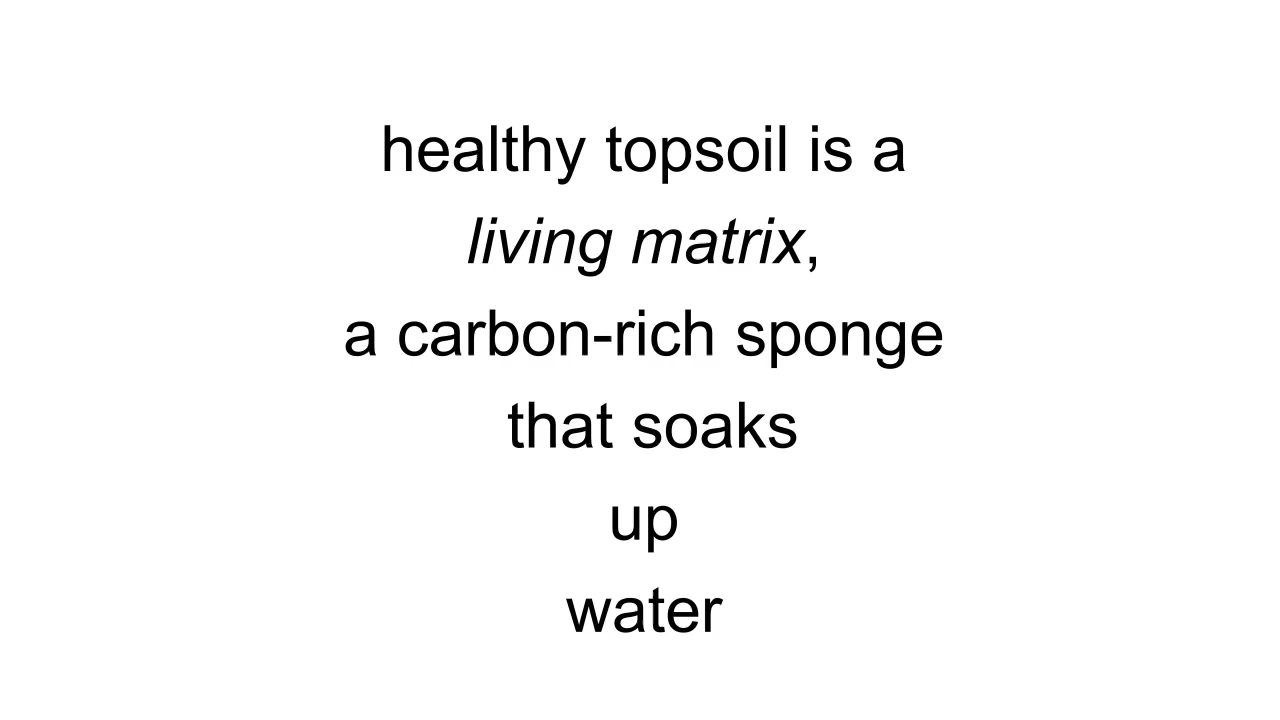 healthy topsoil is a
living matrix,
a carbon-rich sponge
that soaks
up
water